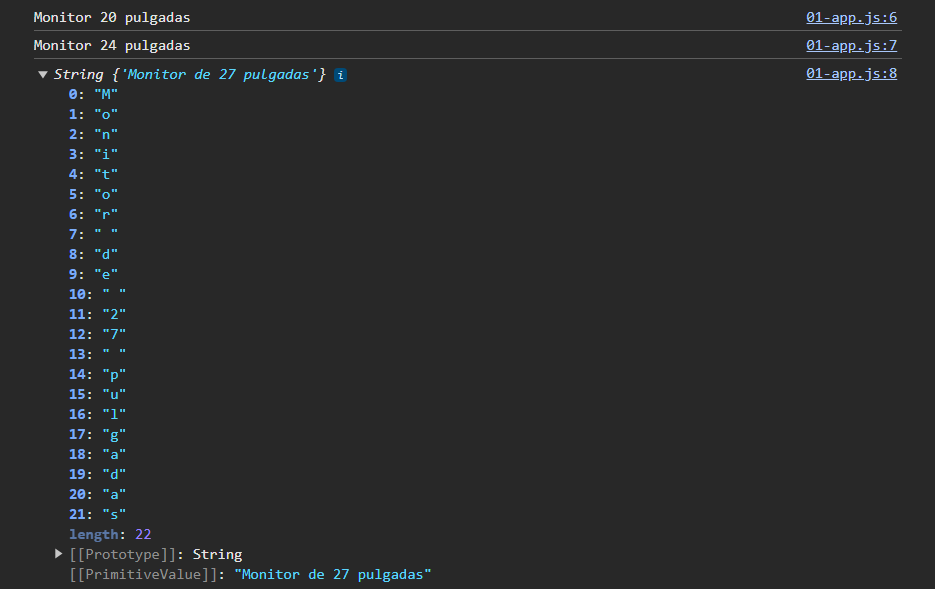 Monitor 20 pulgadas 01-app.js:6
Monitor 24 pulgadas 01-app.js:7
▼ String {'Monitor de 27 pulgadas'} i 01-app.js:8
0: "M"
1: "o"
2: "n"
3: "i"
4: "t"
5: "o"
6: "r"
7: " "
8: "d"
9: "e"
10: " "
11: "2"
12: "7"
13: " "
14: "p"
15: "u"
16: "l"
17: "g"
18: "a"
19: "d"
20: "a"
21: "s"
length: 22
▶ [[Prototype]]: String
[[PrimitiveValue]]: "Monitor de 27 pulgadas"